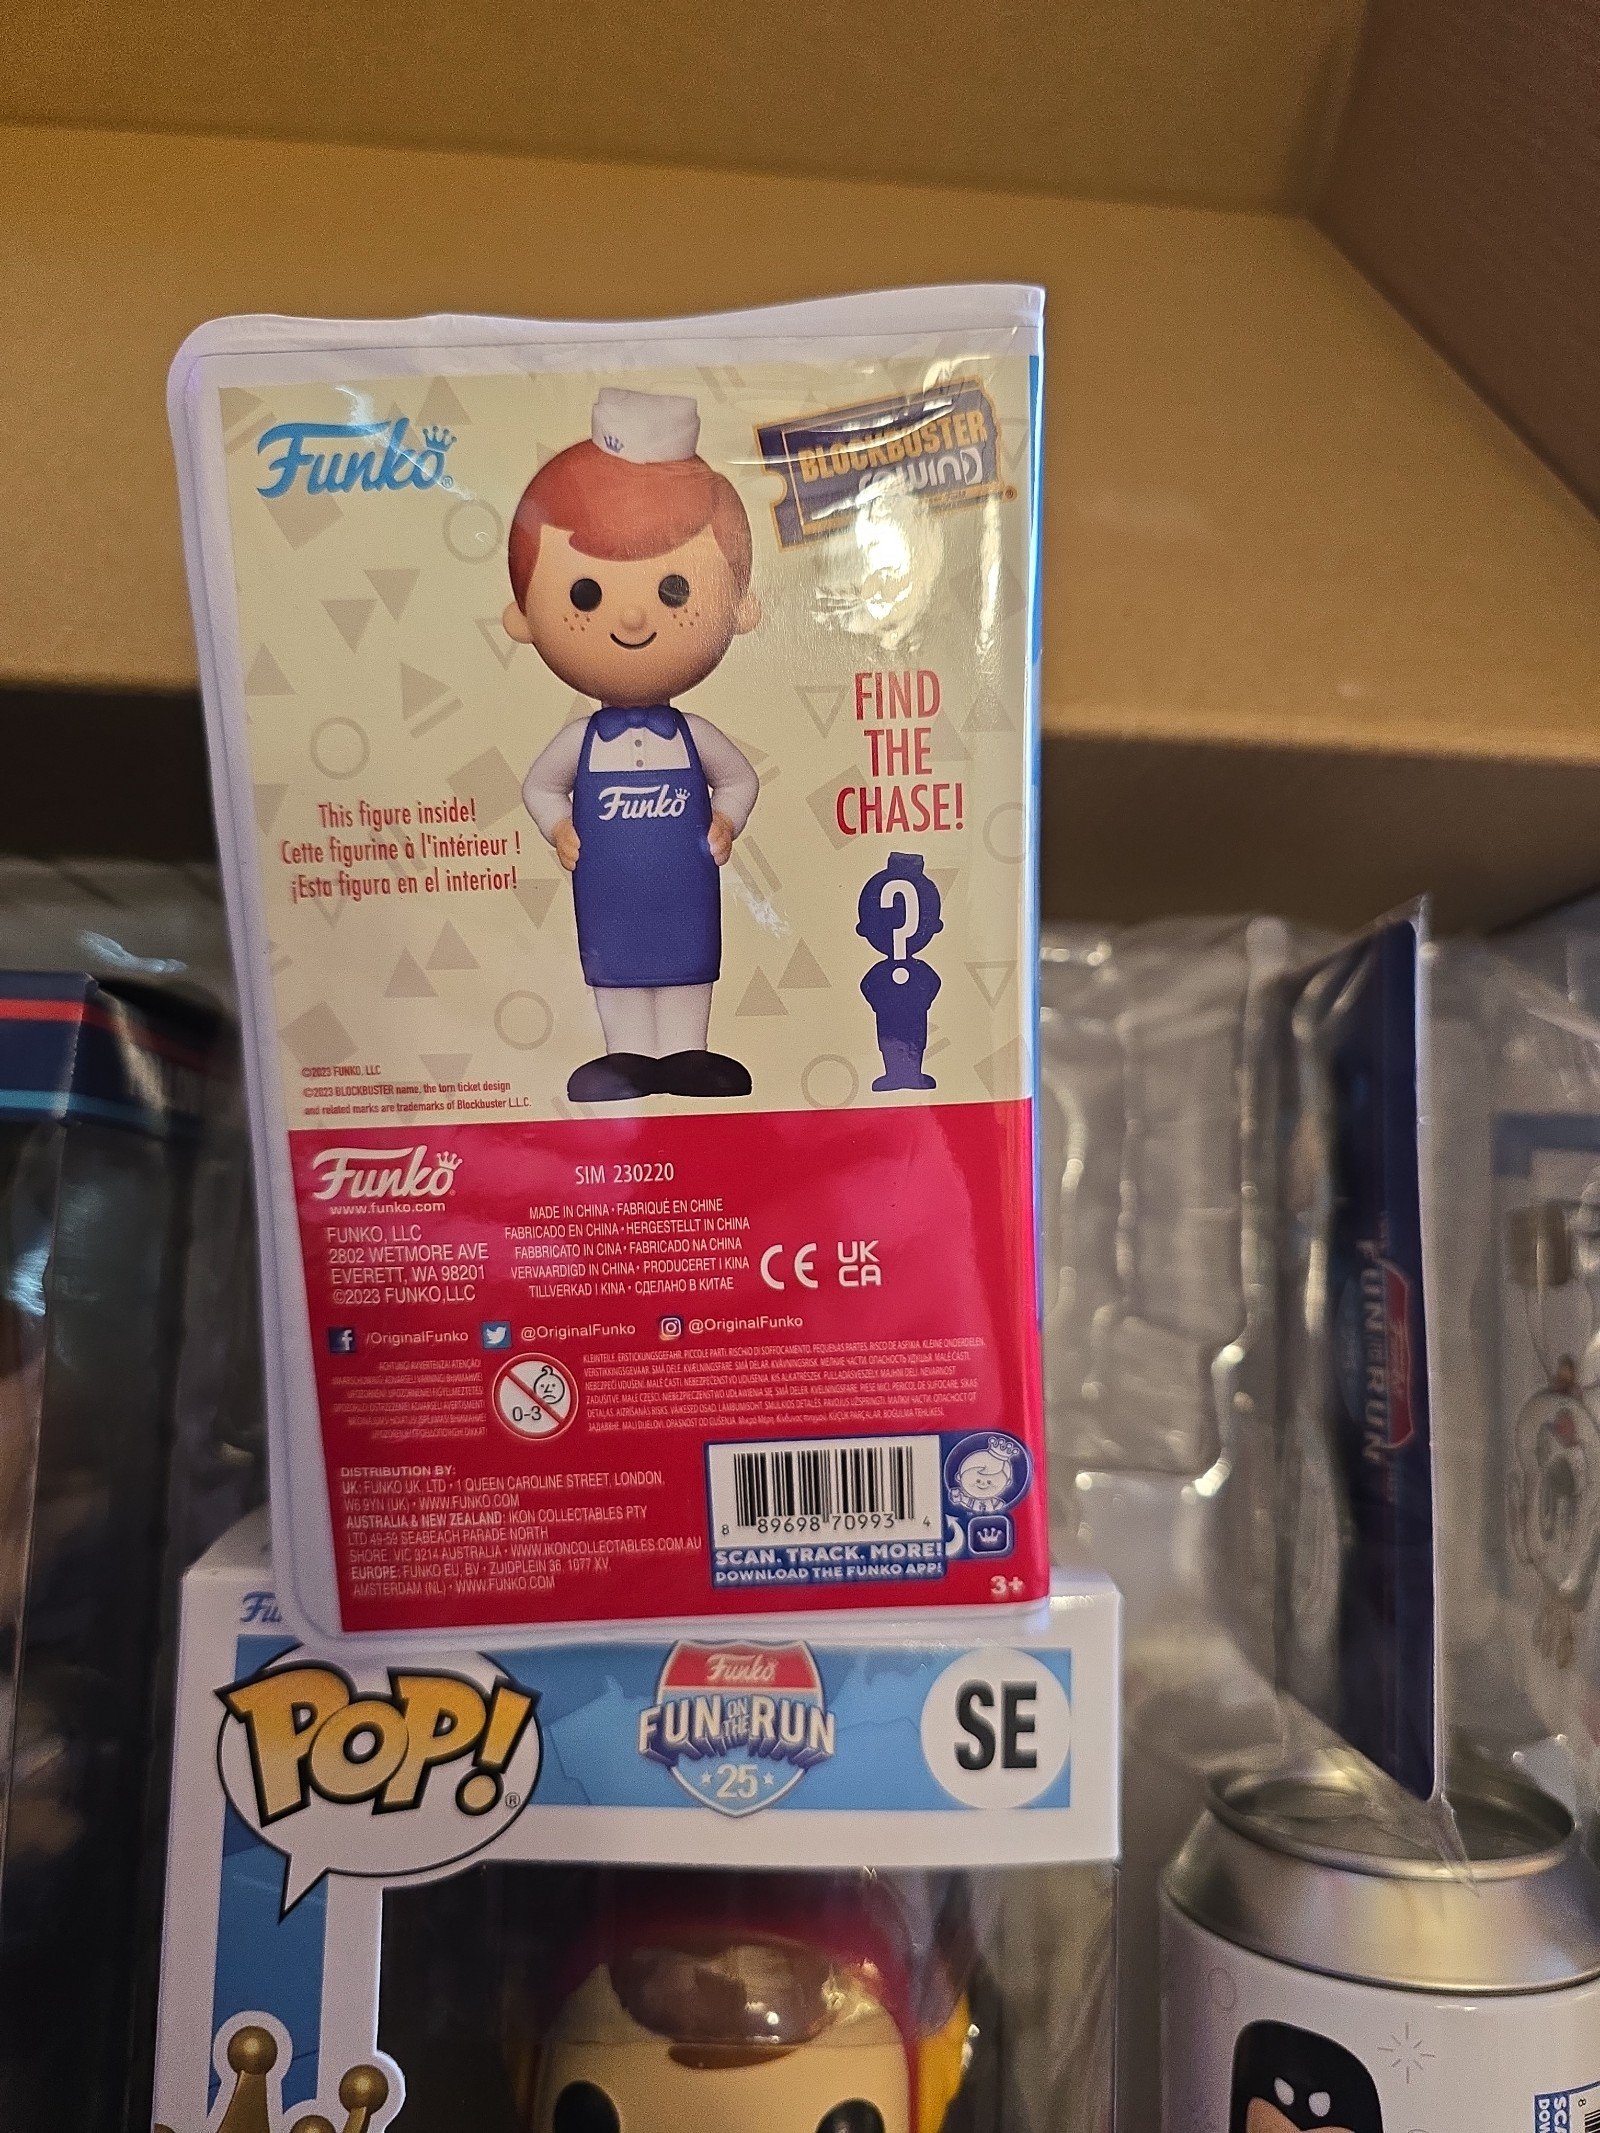 Funko
BLOCKBUSTER
rewind
FIND
THE
CHASE!
Funko
This figure inside!
Cette figurine à l'intérieur !
¡Esta figura en el interior!
?
©2023 FUNKO, LLC
©2023 BLOCKBUSTER name, the torn ticket design
and related marks are trademarks of Blockbuster L.L.C.
Funko
www.funko.com
FUNKO, LLC
2802 WETMORE AVE
EVERETT, WA 98201
©2023 FUNKO,LLC
SIM 230220
MADE IN CHINA • FABRIQUÉ EN CHINE
FABRICADO EN CHINA • HERGESTELLT IN CHINA
FABBRICATO IN CINA • FABRICADO NA CHINA
VERVAARDIGD IN CHINA • PRODUCERET I KINA
TILLVERKAD I KINA • СДЕЛАНО В КИТАЕ
CE UK
CA
/OriginalFunko @OriginalFunko @OriginalFunko
0-3
DISTRIBUTION BY:
UK: FUNKO UK, LTD • 1 QUEEN CAROLINE STREET, LONDON,
W6 9YN (UK) • WWW.FUNKO.COM
AUSTRALIA & NEW ZEALAND: IKON COLLECTABLES PTY
LTD 49-59 SEABEACH PARADE NORTH
SHORE, VIC 3214 AUSTRALIA • WWW.IKONCOLLECTABLES.COM.AU
EUROPE: FUNKO EU, BV • ZUIDPLEIN 36, 1077 XV,
AMSTERDAM (NL) • WWW.FUNKO.COM
8 89698 70993 4
SCAN. TRACK. MORE!
DOWNLOAD THE FUNKO APP!
3+
Fu
POP!
Funko
FUN ON THE RUN
25
SE
FUN ON THE RUN